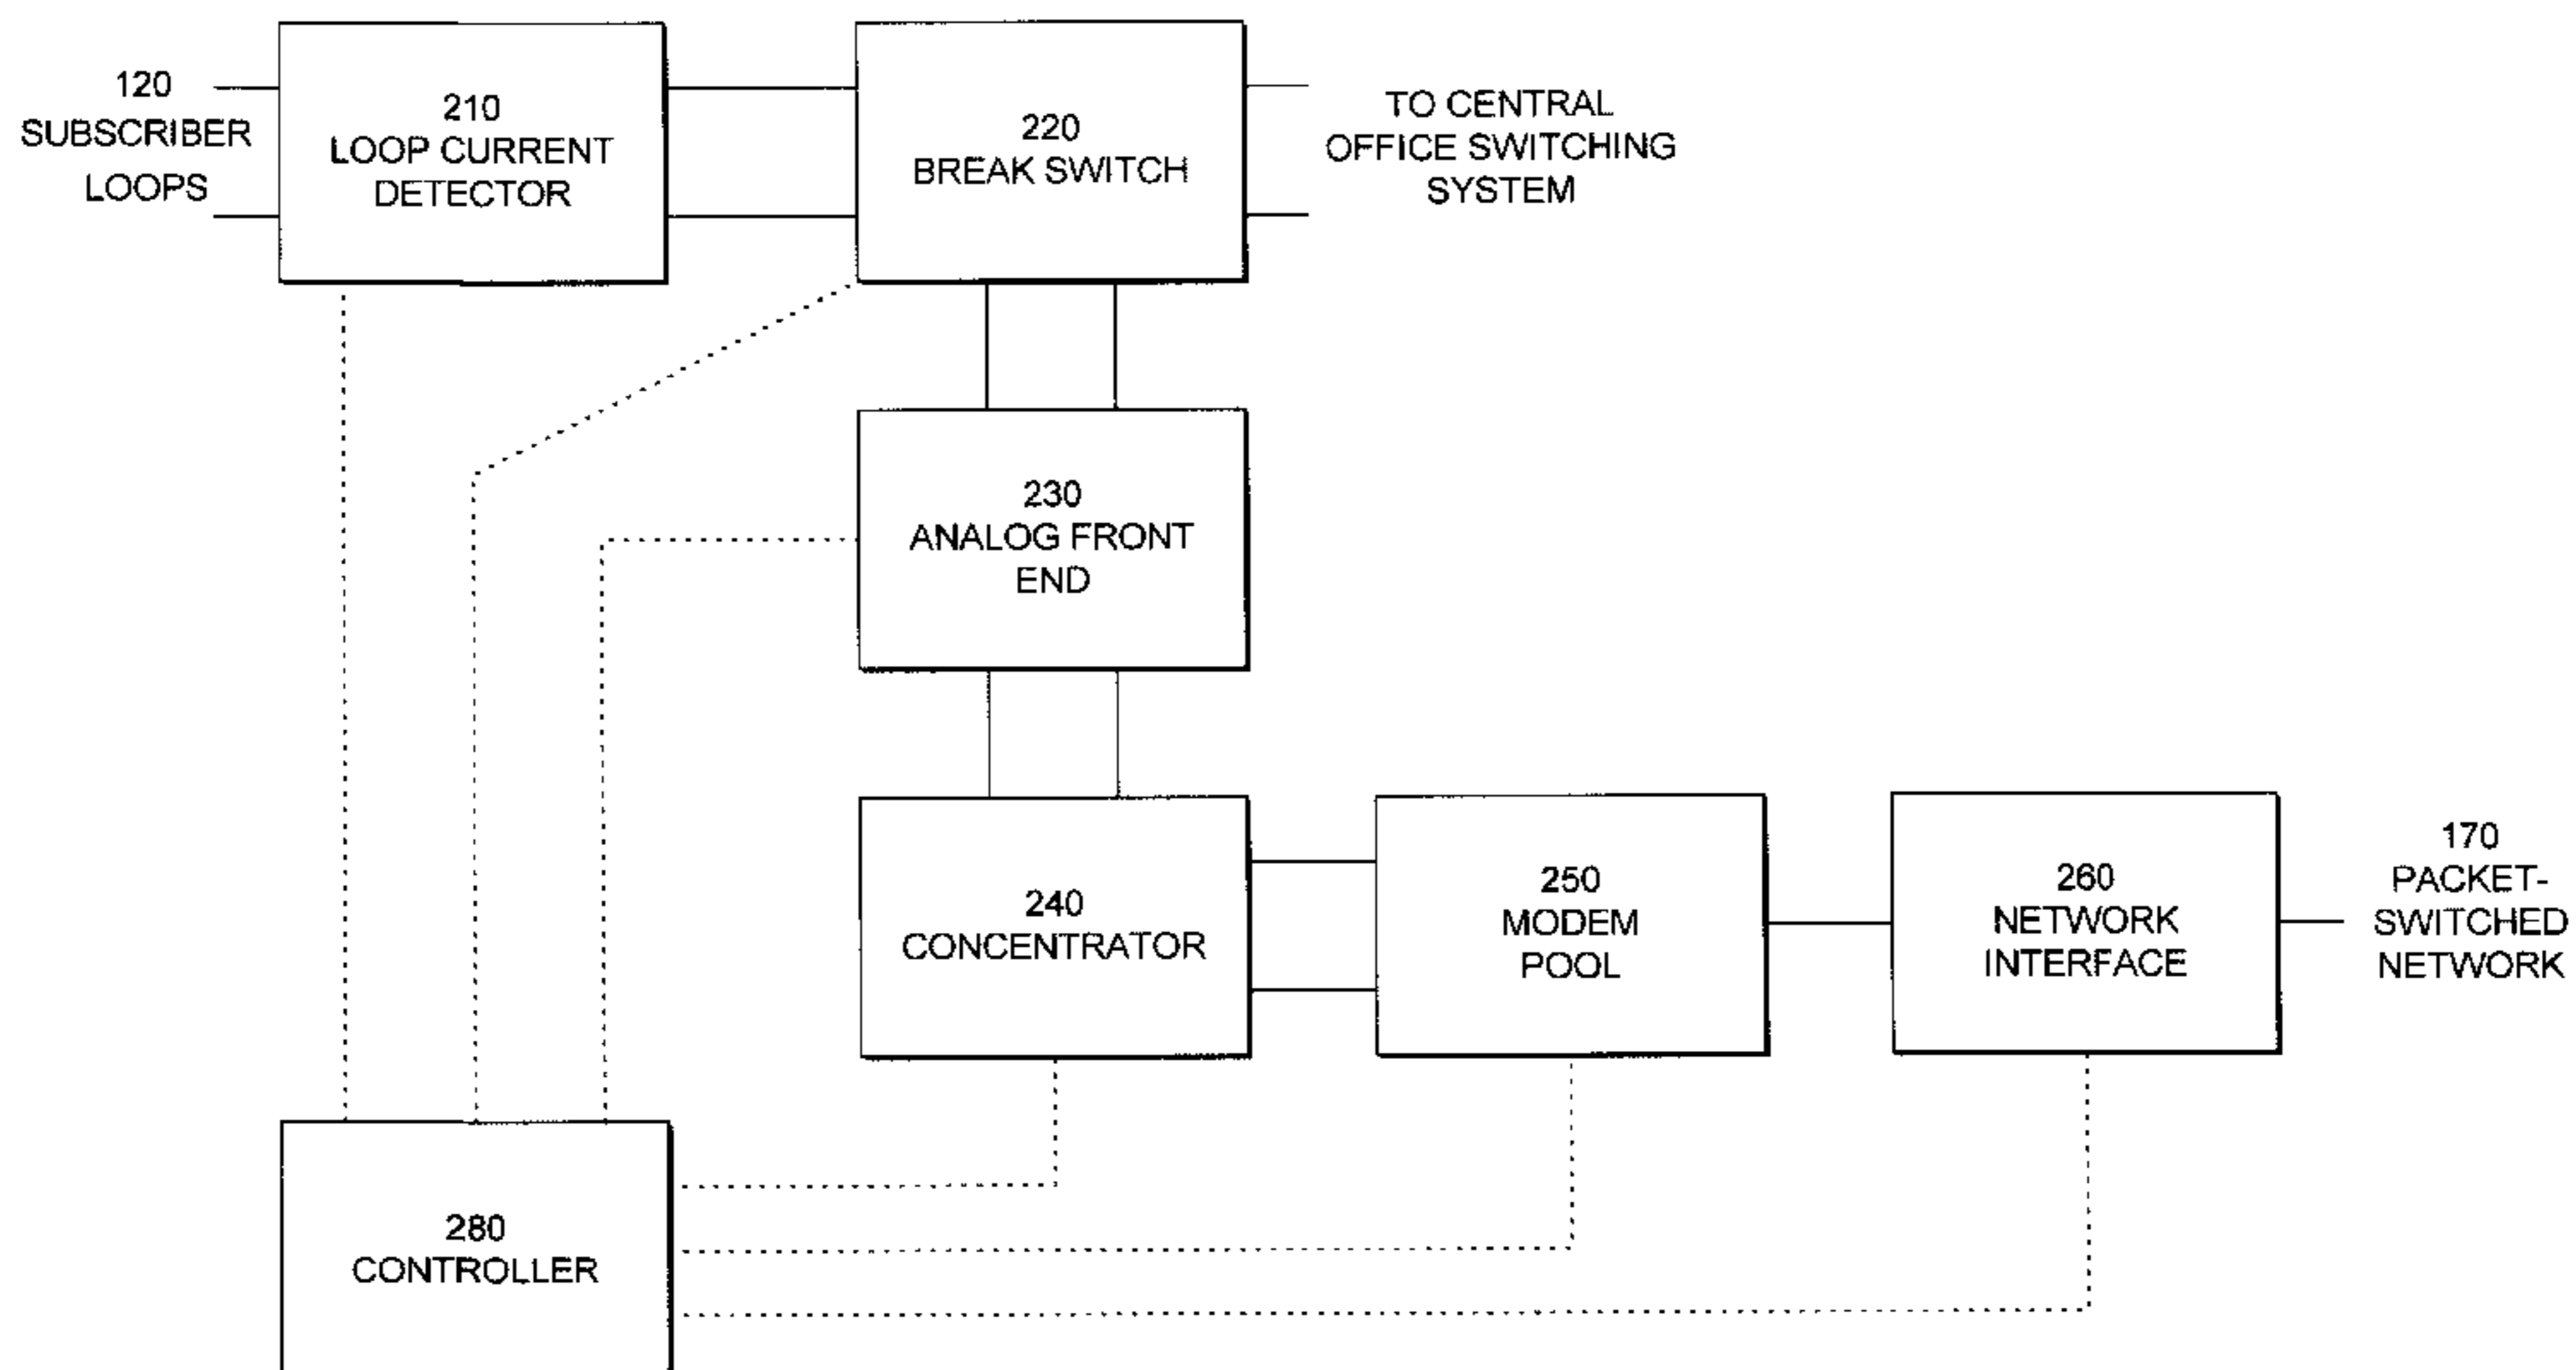 120
SUBSCRIBER
LOOPS
210
LOOP CURRENT
DETECTOR
220
BREAK SWITCH
TO CENTRAL
OFFICE SWITCHING
SYSTEM
230
ANALOG FRONT
END
240
CONCENTRATOR
250
MODEM
POOL
260
NETWORK
INTERFACE
170
PACKET-
SWITCHED
NETWORK
280
CONTROLLER